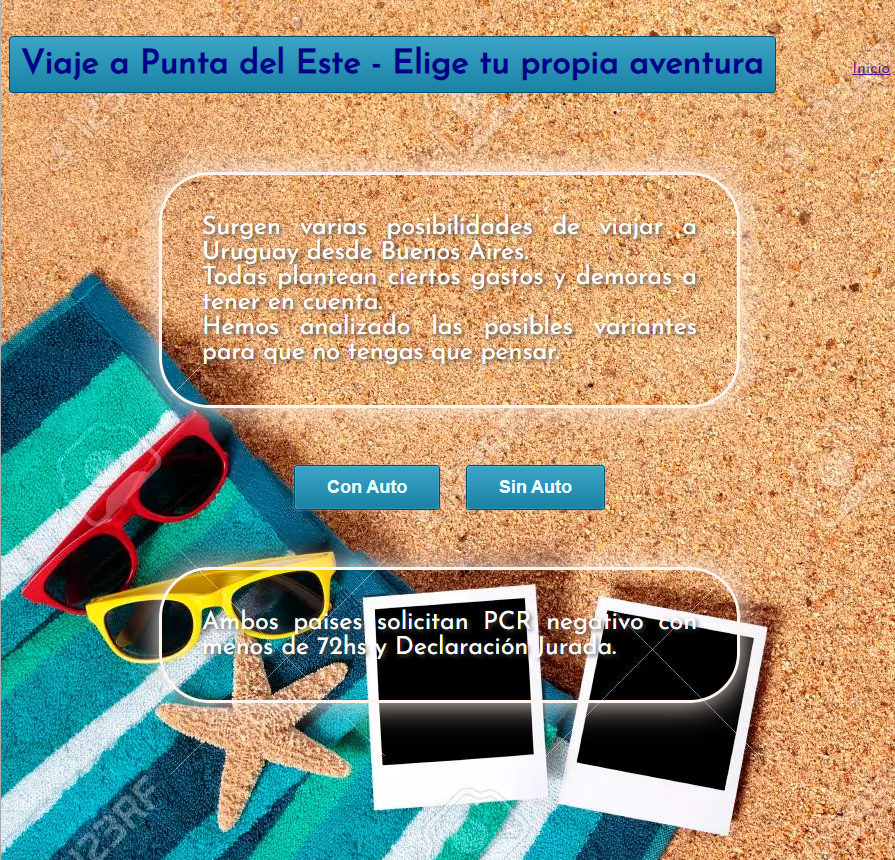 Viaje a Punta del Este - Elige tu propia aventura
Inicio
Surgen varias posibilidades de viajar a
Uruguay desde Buenos Aires.
Todas plantean ciertos gastos y demoras a
tener en cuenta.
Hemos analizado las posibles variantes
para que no tengas que pensar.
Con Auto
Sin Auto
Ambos paises solicitan PCR negativo con
menos de 72hs y Declaración Jurada.
123RF